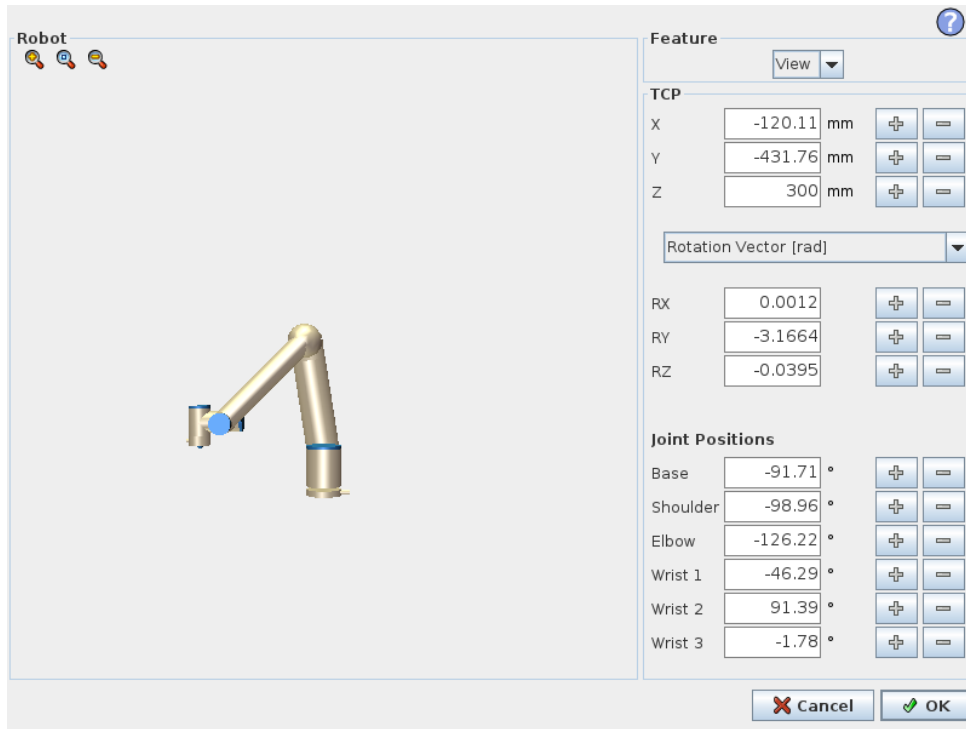 Robot
Feature
?
View
TCP
X -120.11 mm
Y -431.76 mm
Z 300 mm
Rotation Vector [rad]
RX 0.0012
RY -3.1664
RZ -0.0395
Joint Positions
Base -91.71 °
Shoulder -98.96 °
Elbow -126.22 °
Wrist 1 -46.29 °
Wrist 2 91.39 °
Wrist 3 -1.78 °
Cancel OK